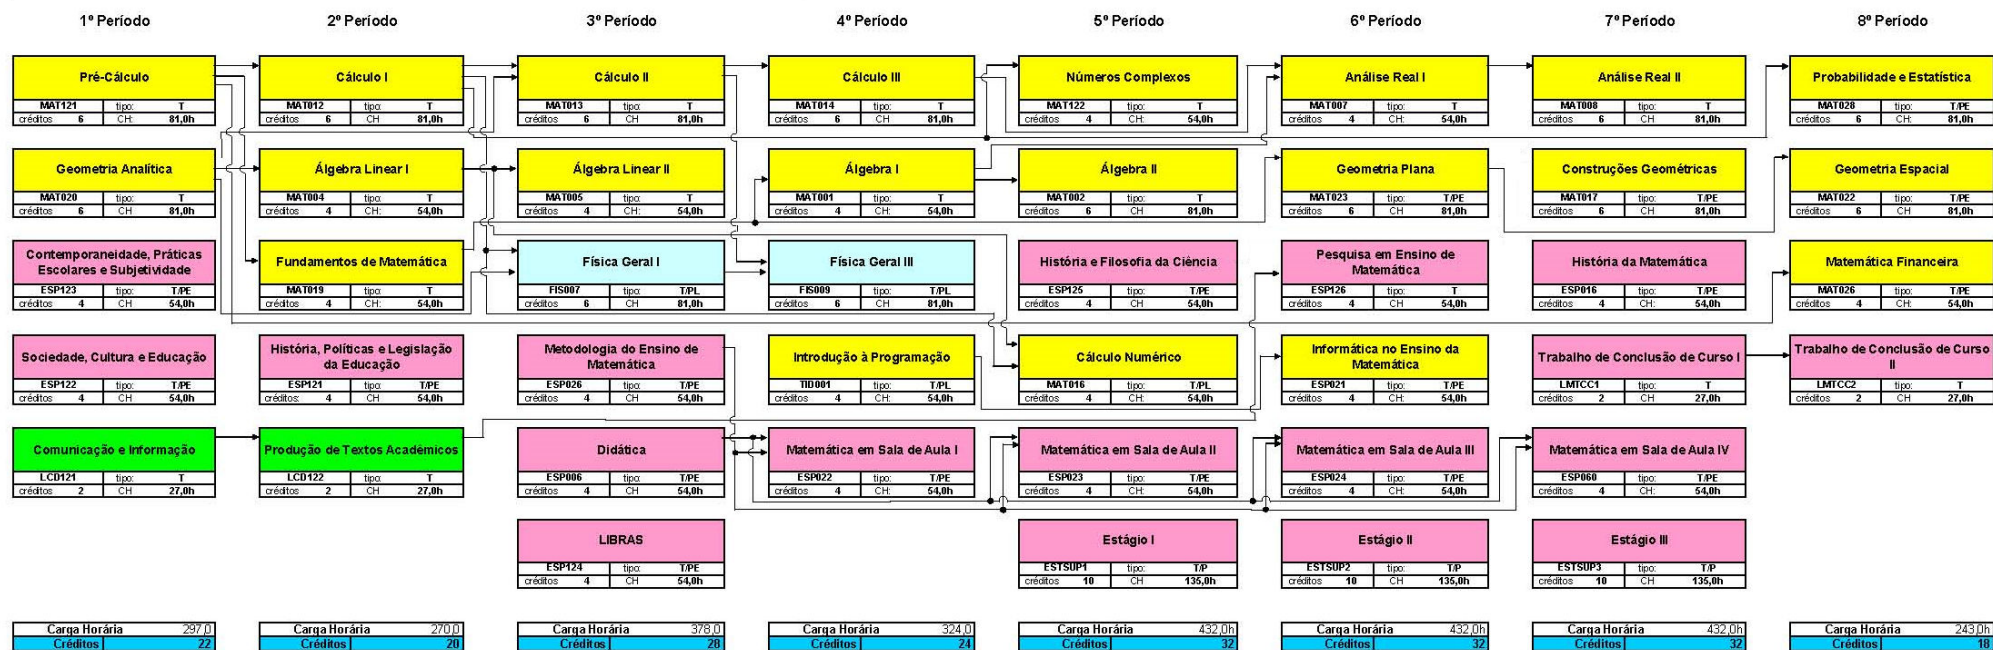 1º Período 2º Período 3º Período 4º Período 5º Período 6º Período 7º Período 8º Período
Pré-Cálculo Cálculo I Cálculo II Cálculo III Números Complexos Análise Real I Análise Real II Probabilidade e Estatística
MAT121 tipo: T MAT012 tipo: T MAT013 tipo: T MAT014 tipo: T MAT122 tipo: T MAT007 tipo: T MAT008 tipo: T MAT028 tipo: T/PE
créditos 6 CH: 81,0h créditos 6 CH 81,0h créditos 6 CH: 81,0h créditos 6 CH: 81,0h créditos 4 CH: 54,0h créditos 4 CH: 54,0h créditos 6 CH: 81,0h créditos 6 CH: 81,0h
Geometria Analítica Álgebra Linear I Álgebra Linear II Álgebra I Álgebra II Geometria Plana Construções Geométricas Geometria Espacial
MAT020 tipo: T MAT004 tipo: T MAT005 tipo: T MAT001 tipo: T MAT002 tipo: T MAT023 tipo: T/PE MAT017 tipo: T/PE MAT022 tipo: T/PE
créditos 6 CH 81,0h créditos 4 CH 54,0h créditos 4 CH: 54,0h créditos 4 CH: 54,0h créditos 6 CH: 81,0h créditos 6 81,0h créditos 6 CH: 81,0h créditos 6 CH: 81,0h
Contemporaneidade, Práticas Pesquisa em Ensino de
Escolares e Subjetividade Fundamentos de Matemática Física Geral I Física Geral III História e Filosofia da Ciência Matemática História da Matemática Matemática Financeira
ESP123 tipo: T/PE MAT019 tipo: T FIS007 tipo: T/PL FIS009 tipo: T/PL ESP125 tipo: T/PE ESP126 tipo: T ESP016 tipo: T/PE MAT026 tipo: T/PE
créditos 4 CH 54,0h créditos 4 CH: 54,0h créditos 6 CH 81,0h créditos 6 CH: 81,0h créditos 4 CH: 54,0h créditos 4 CH: 54,0h créditos 4 CH: 54,0h créditos 4 CH: 54,0h
Sociedade, Cultura e Educação História, Políticas e Legislação da Educação Metodologia do Ensino de Matemática Introdução à Programação Cálculo Numérico Informática no Ensino da Matemática Trabalho de Conclusão de Curso I Trabalho de Conclusão de Curso II
ESP122 tipo: T/PE ESP121 tipo: T/PE ESP026 tipo: T/PE TID001 tipo: T/PL MAT016 tipo: T/PL ESP021 tipo: T/PE LMTCC1 tipo: T LMTCC2 tipo: T
créditos 4 CH 54,0h créditos: 4 CH 54,0h créditos 4 CH: 54,0h créditos 4 CH: 54,0h créditos 4 CH: 54,0h créditos 4 CH: 54,0h créditos 2 CH: 27,0h créditos 2 CH: 27,0h
Comunicação e Informação Produção de Textos Acadêmicos Didática Matemática em Sala de Aula I Matemática em Sala de Aula II Matemática em Sala de Aula III Matemática em Sala de Aula IV
LCD121 tipo: T LCD122 tipo: T ESP006 tipo: T/PE ESP022 tipo: T/PE ESP023 tipo: T/PE ESP024 tipo: T/PE ESP060 tipo: T/PE
créditos 2 CH 27,0h créditos 2 CH 27,0h créditos 4 CH 54,0h créditos 4 CH: 54,0h créditos 4 CH: 54,0h créditos 4 CH: 54,0h créditos 4 CH: 54,0h
LIBRAS Estágio I Estágio II Estágio III
ESP124 tipo: T/PE ESTSUP1 tipo: T/P ESTSUP2 tipo: T/P ESTSUP3 tipo: T/P
créditos 4 CH 54,0h créditos 10 CH 135,0h créditos 10 CH 135,0h créditos 10 CH 135,0h
Carga Horária 297,0 Carga Horária 270,0 Carga Horária 378,0 Carga Horária 324,0 Carga Horária 432,0h Carga Horária 432,0h Carga Horária 432,0h Carga Horária 243,0h
Créditos 22 Créditos 20 Créditos 28 Créditos 24 Créditos 32 Créditos 32 Créditos 32 Créditos 18